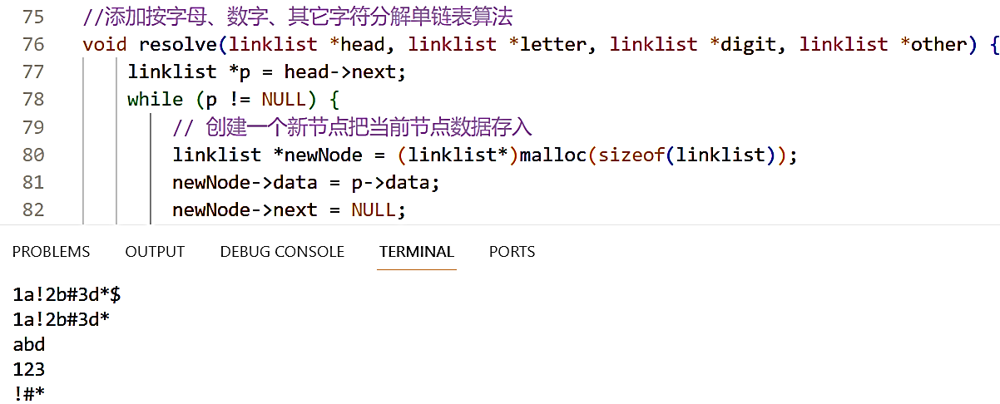 75 //添加按字母、数字、其它字符分解单链表算法
76 void resolve(linklist *head, linklist *letter, linklist *digit, linklist *other) {
77 linklist *p = head->next;
78 while (p != NULL) {
79 // 创建一个新节点把当前节点数据存入
80 linklist *newNode = (linklist*)malloc(sizeof(linklist));
81 newNode->data = p->data;
82 newNode->next = NULL;
PROBLEMS OUTPUT DEBUG CONSOLE TERMINAL PORTS
1a!2b#3d*$
1a!2b#3d*
abd
123
!#*